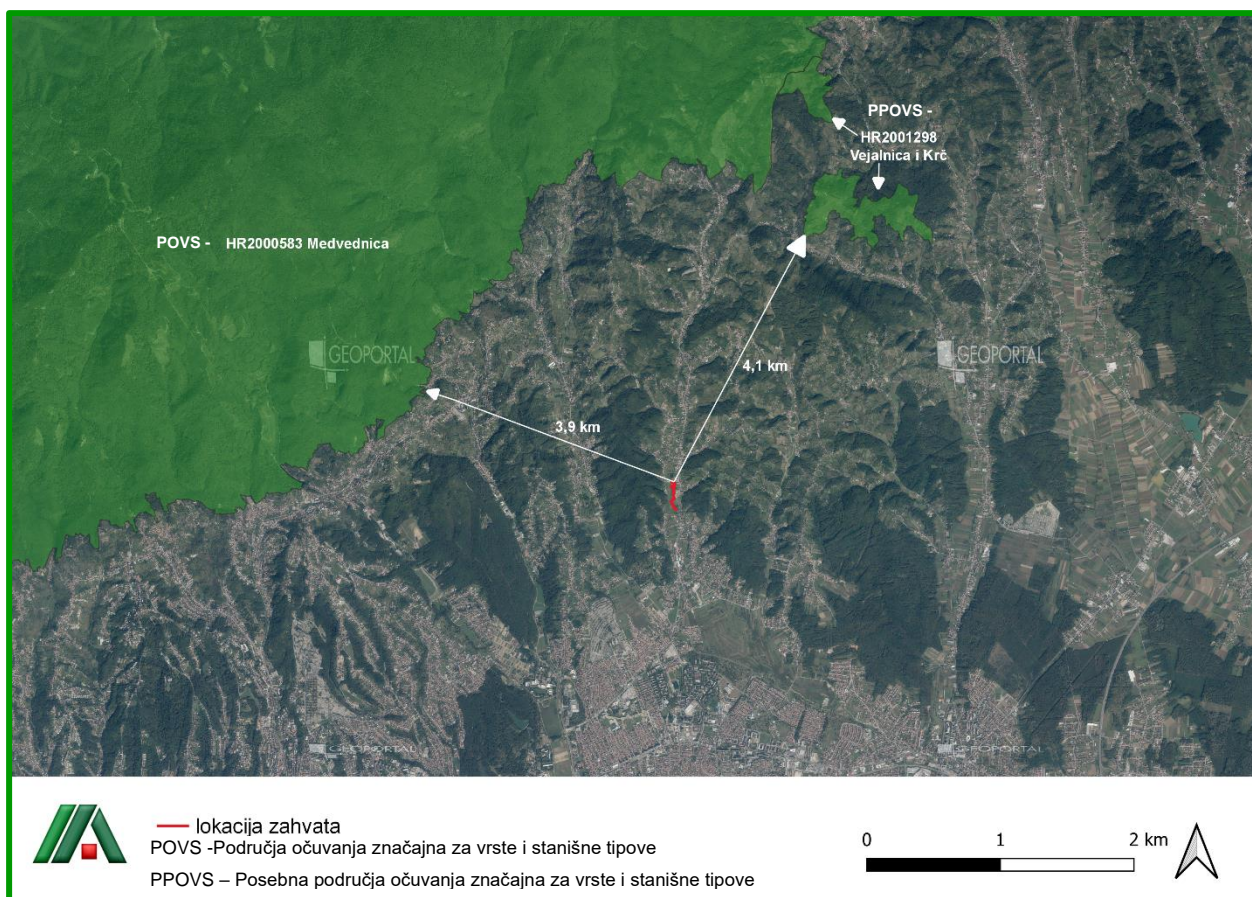 PPOVS -
HR2001298
Vejalnica i Krč
POVS - HR2000583 Medvednica
GEOPORTAL
GEOPORTAL
4,1 km
3,9 km
GEOPORTAL
GEOPORTAL
lokacija zahvata
POVS -Područja očuvanja značajna za vrste i stanišne tipove
PPOVS – Posebna područja očuvanja značajna za vrste i stanišne tipove
0 1 2 km